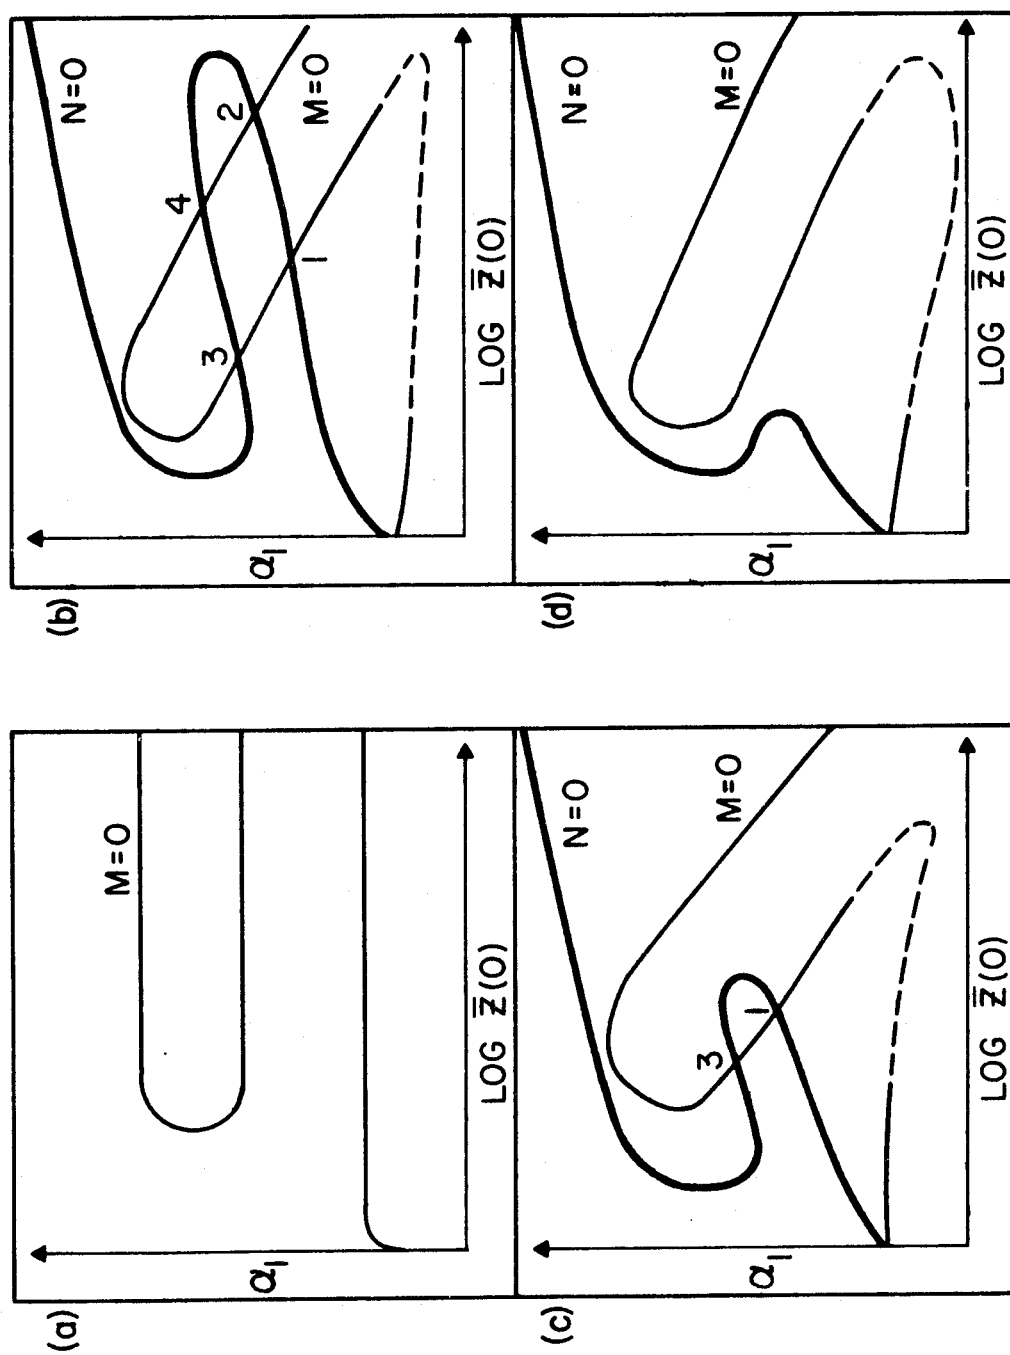 (a)
M=0
α1
LOG Z̄(0)
(b)
N=0
M=0
4
2
3
1
α1
LOG Z̄(0)
(c)
N=0
M=0
3
1
α1
LOG Z̄(0)
(d)
N=0
M=0
α1
LOG Z̄(0)